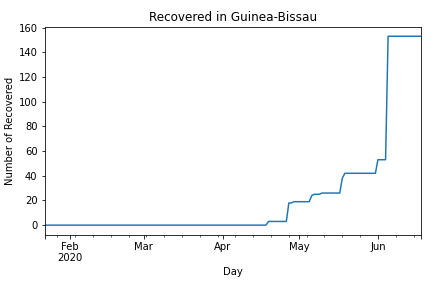 Recovered in Guinea-Bissau
Number of Recovered
160
140
120
100
80
60
40
20
0
Feb
2020
Mar
Apr
May
Jun
Day